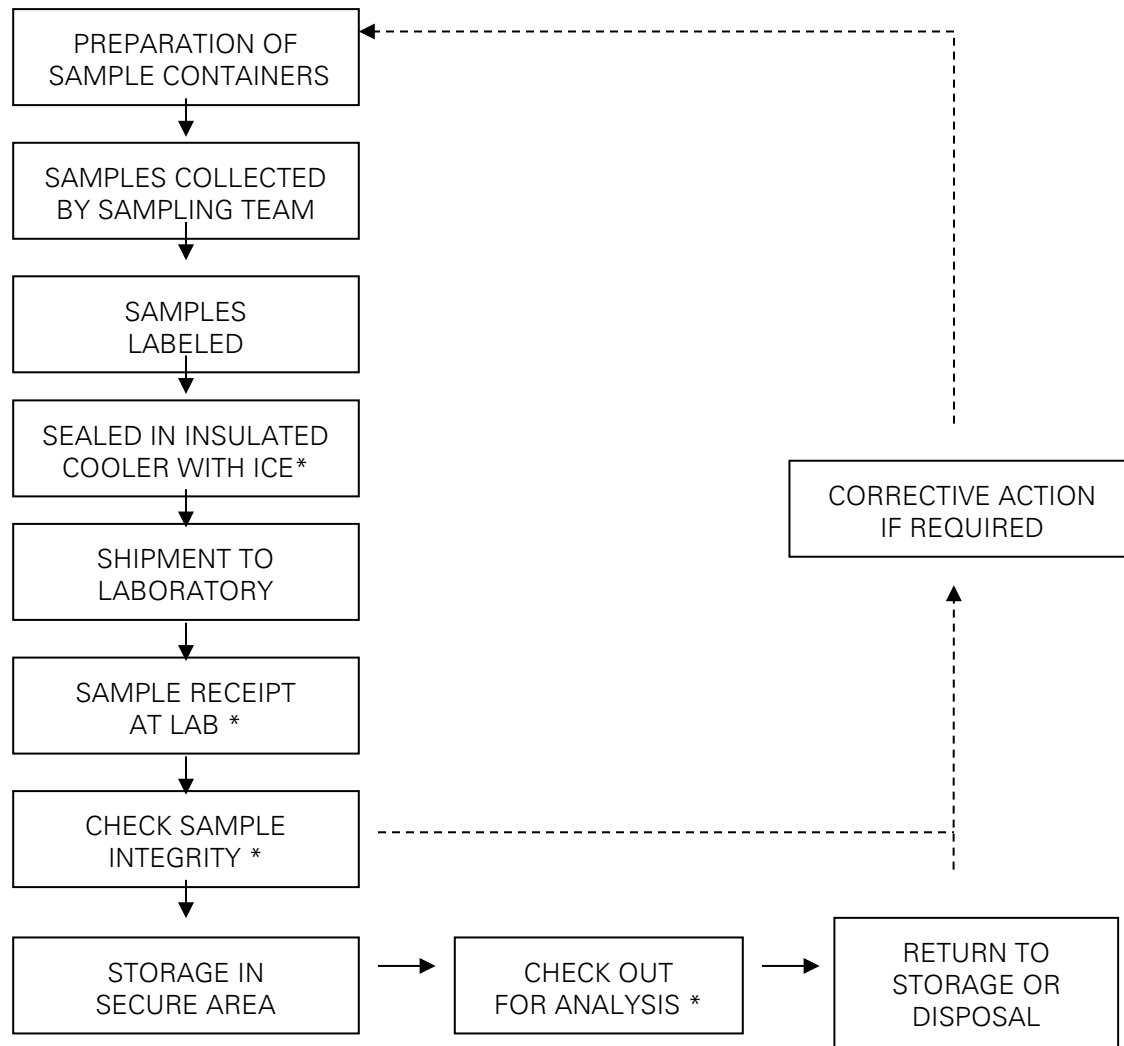 PREPARATION OF
SAMPLE CONTAINERS
SAMPLES COLLECTED
BY SAMPLING TEAM
SAMPLES
LABELED
SEALED IN INSULATED
COOLER WITH ICE*
SHIPMENT TO
LABORATORY
SAMPLE RECEIPT
AT LAB *
CHECK SAMPLE
INTEGRITY *
STORAGE IN
SECURE AREA
CHECK OUT
FOR ANALYSIS *
RETURN TO
STORAGE OR
DISPOSAL
CORRECTIVE ACTION
IF REQUIRED